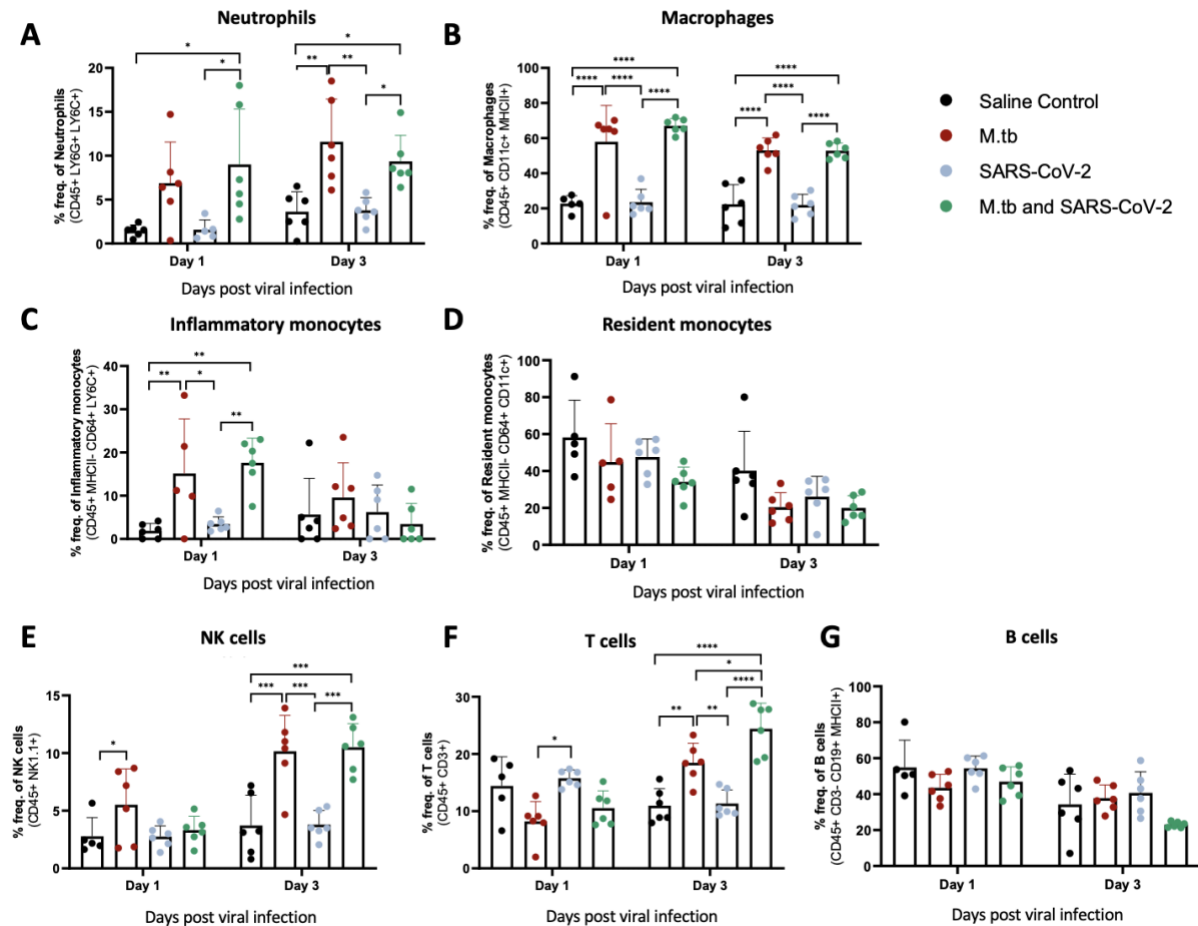 A
Neutrophils
% freq. of Neutrophils
(CD45+ LY6G+ LY6C+)
20
15
10
5
0
*
*
*
**
**
*
Day 1
Day 3
Days post viral infection
B
Macrophages
% freq. of Macrophages
(CD45+ CD11c+ MHCII+)
100
80
60
40
20
0
****
****
****
****
****
****
****
****
Day 1
Day 3
Days post viral infection
Saline Control
M.tb
SARS-CoV-2
M.tb and SARS-CoV-2
C
Inflammatory monocytes
% freq. of Inflammatory monocytes
(CD45+ MHCII- CD64+ LY6C+)
40
30
20
10
0
**
**
*
**
Day 1
Day 3
Days post viral infection
D
Resident monocytes
% freq. of Resident monocytes
(CD45+ MHCII- CD64+ CD11c+)
100
80
60
40
20
0
Day 1
Day 3
Days post viral infection
E
NK cells
% freq. of NK cells
(CD45+ NK1.1+)
15
10
5
0
*
***
***
***
***
Day 1
Day 3
Days post viral infection
F
T cells
% freq. of T cells
(CD45+ CD3+)
30
20
10
0
*
****
*
****
**
**
Day 1
Day 3
Days post viral infection
G
B cells
% freq. of B cells
(CD45+ CD3- CD19+ MHCII+)
100
80
60
40
20
0
Day 1
Day 3
Days post viral infection